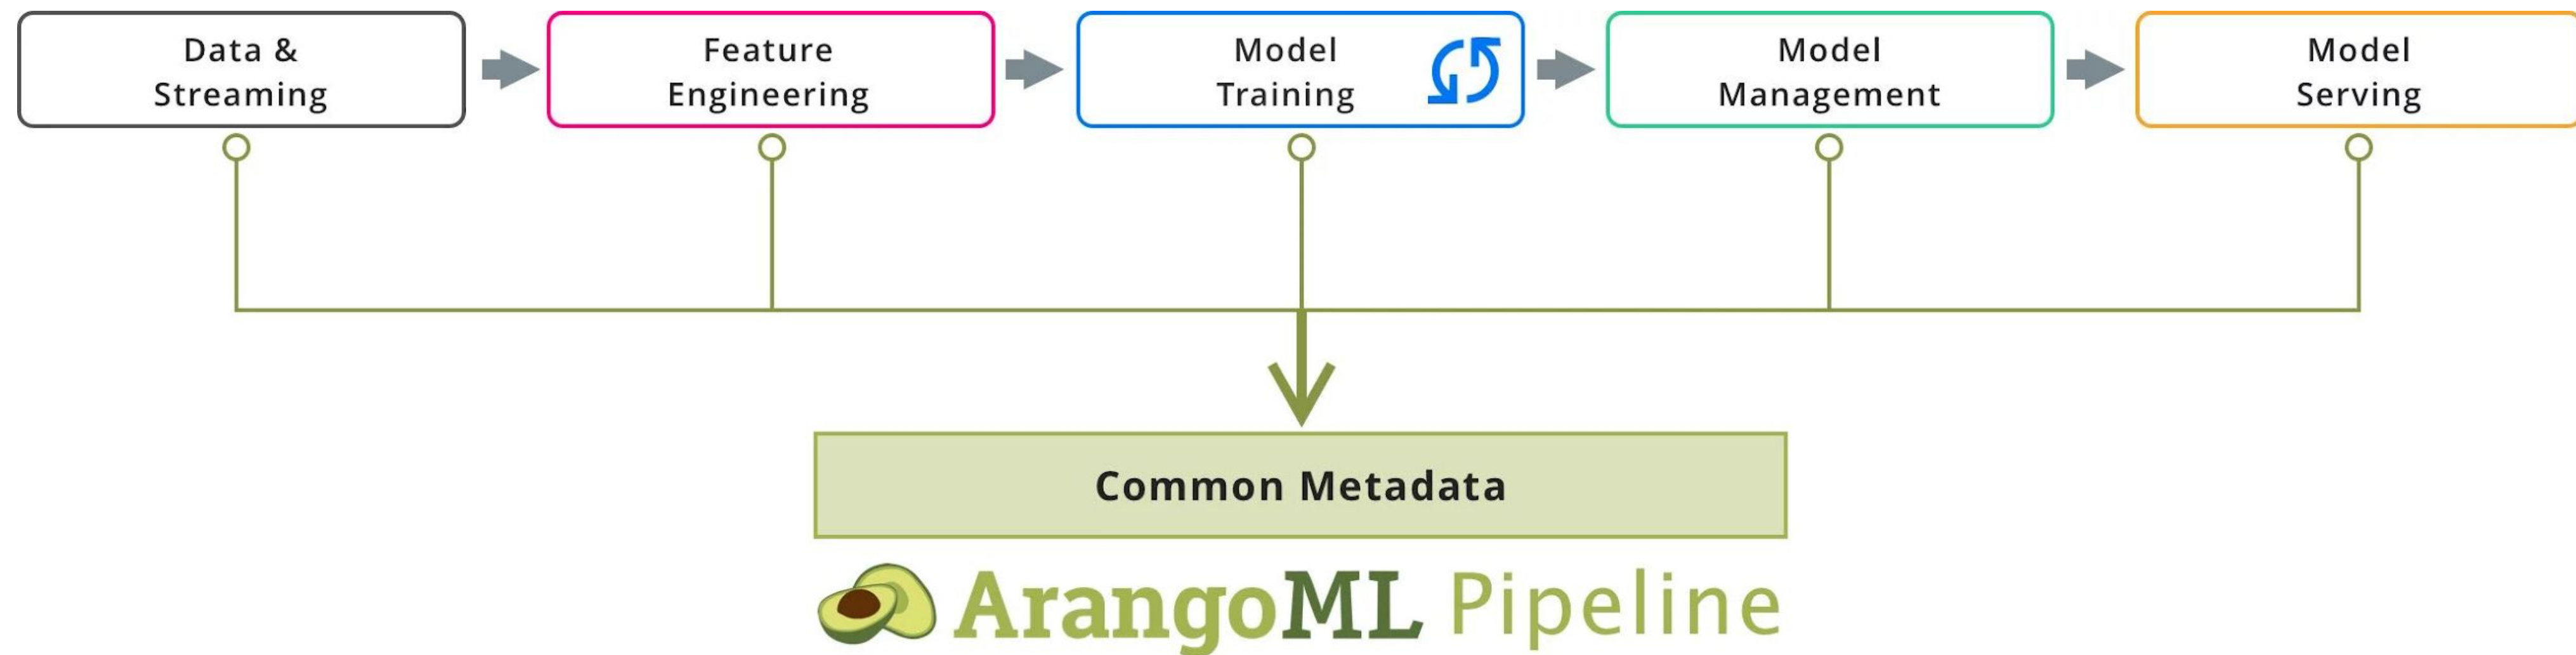 Data &
Streaming
Feature
Engineering
Model
Training
Model
Management
Model
Serving
Common Metadata
ArangoML Pipeline